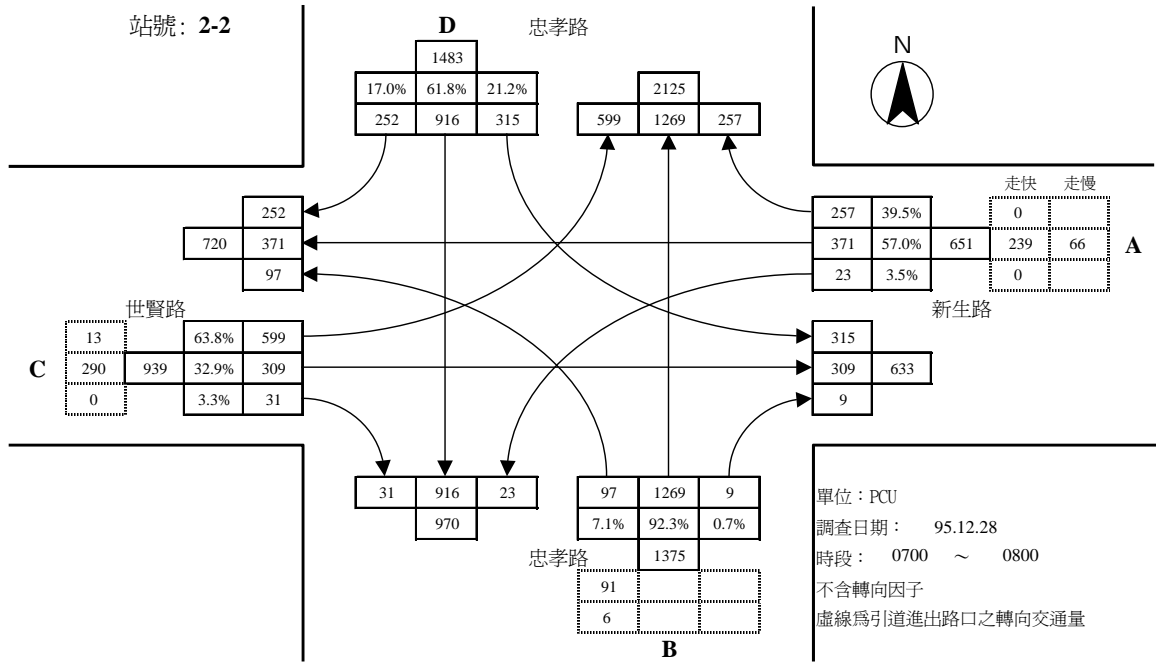 站號: 2-2
D
忠孝路
N
1483
17.0% 61.8% 21.2%
252 916 315
2125
599 1269 257
走快 走慢
252
720 371
97
257 39.5% 0
371 57.0% 651 239 66
23 3.5% 0
A
世賢路
新生路
13 63.8% 599
C
290 939 32.9% 309
0 3.3% 31
315
309 633
9
31 916 23
970
97 1269 9
7.1% 92.3% 0.7%
1375
忠孝路
91
6
B
單位：PCU
調查日期： 95.12.28
時段： 0700 ～ 0800
不含轉向因子
虛線爲引道進出路口之轉向交通量